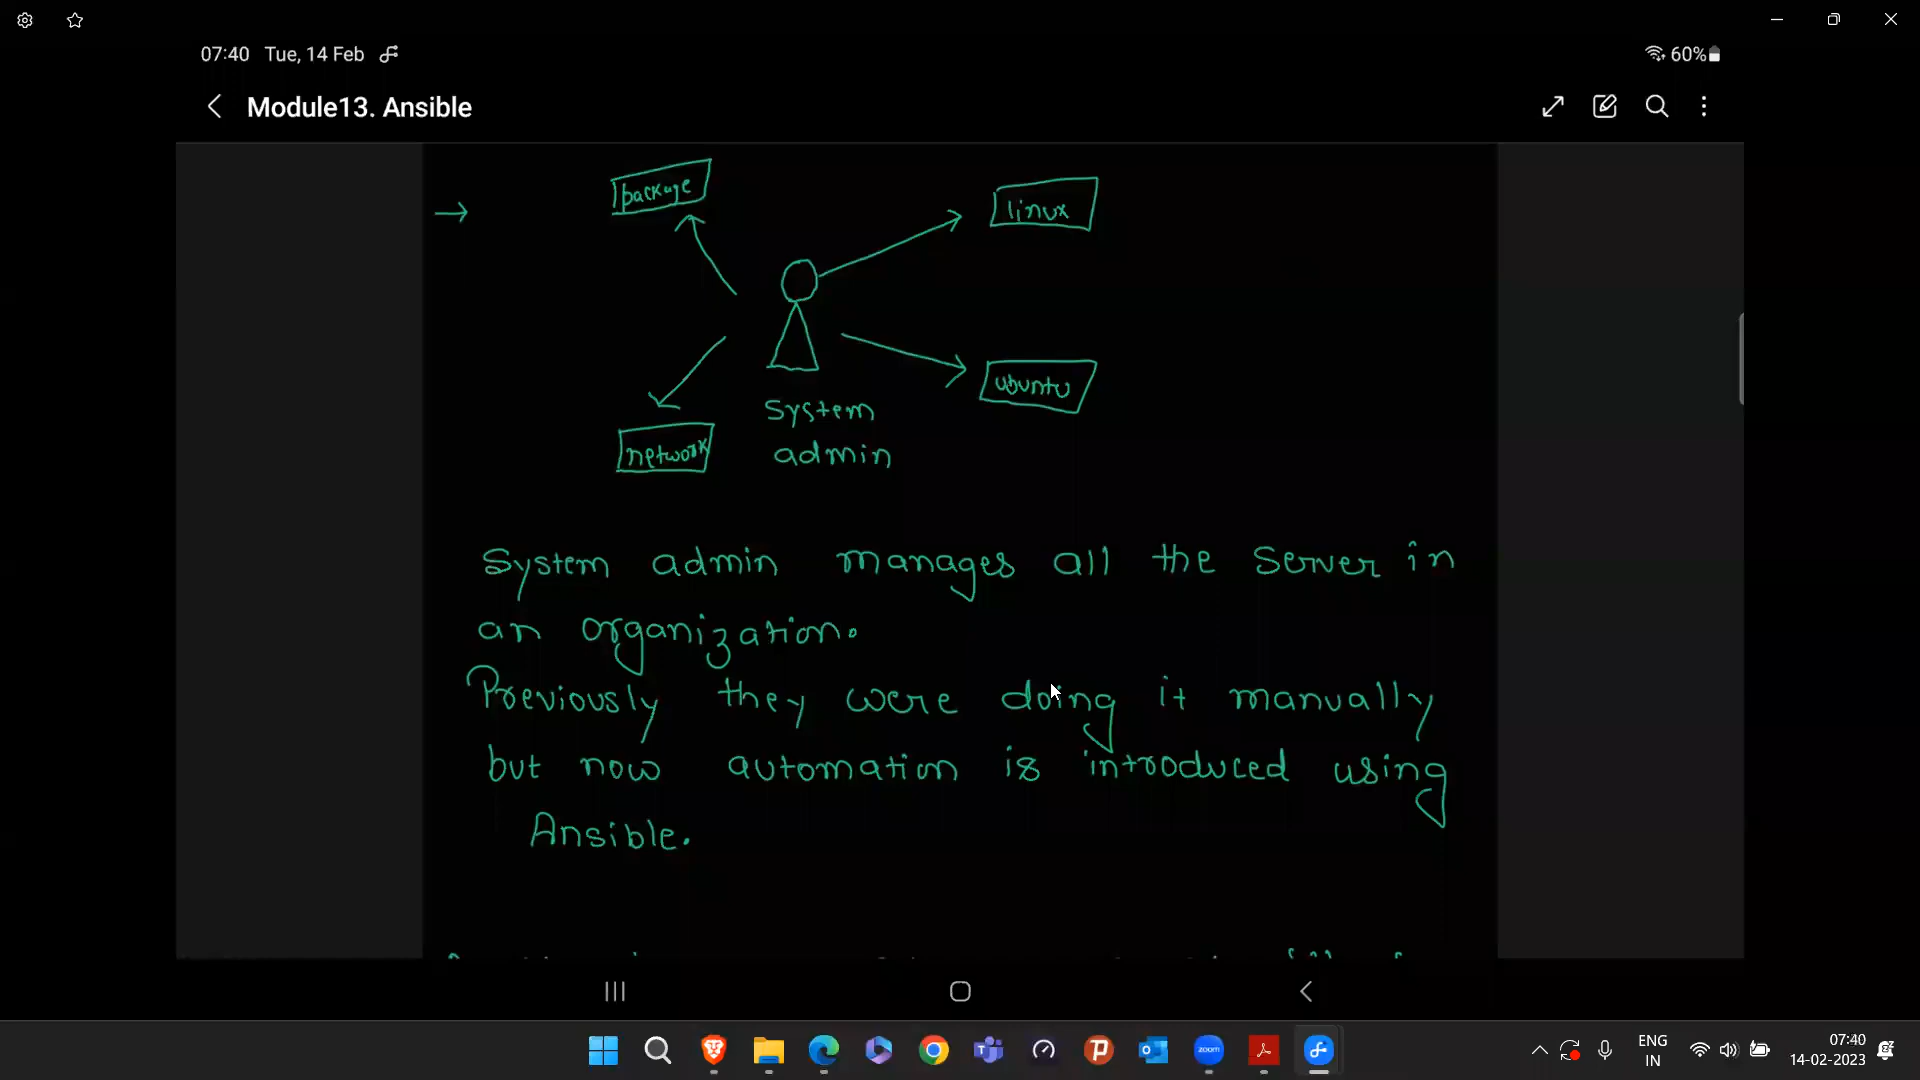 07:40 Tue, 14 Feb
60%
Module13. Ansible
package
linux
ubuntu
network
System
admin
System admin manages all the server in
an organization.
Previously they were doing it manually
but now automation is introduced using
Ansible.
zoom
ENG
IN
07:40
14-02-2023